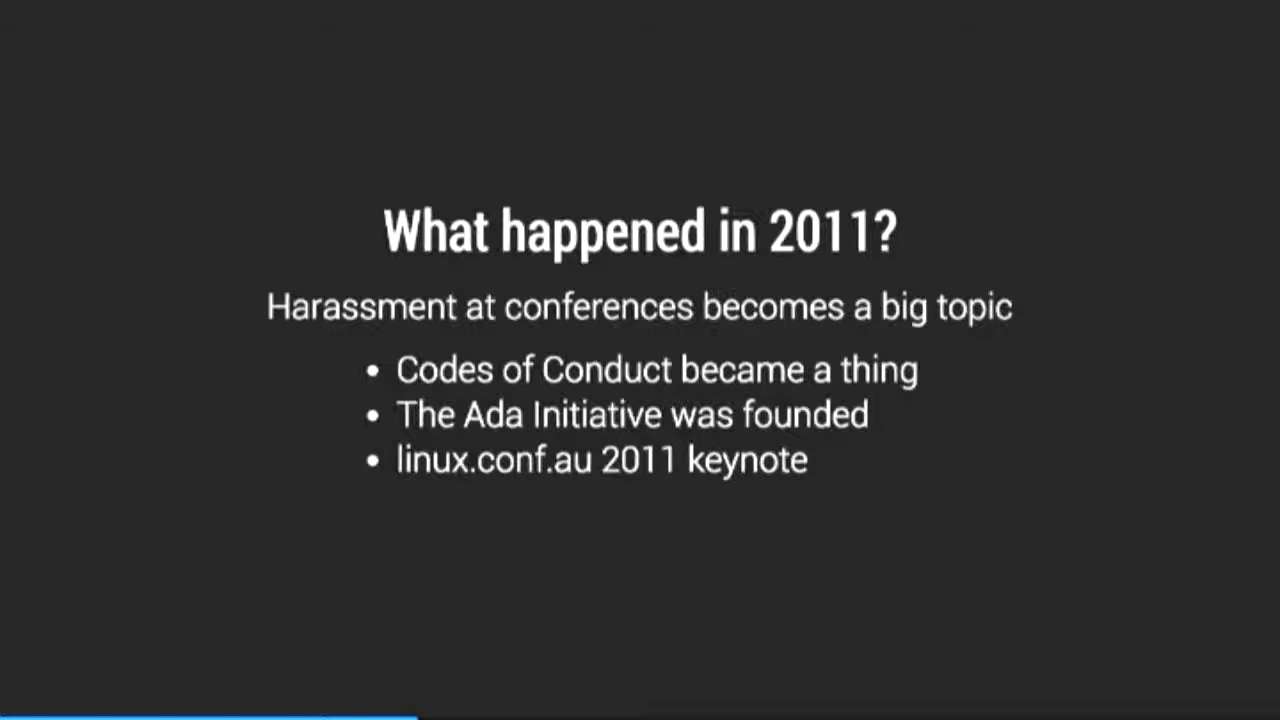 What happened in 2011?
Harassment at conferences becomes a big topic
• Codes of Conduct became a thing
• The Ada Initiative was founded
• linux.conf.au 2011 keynote